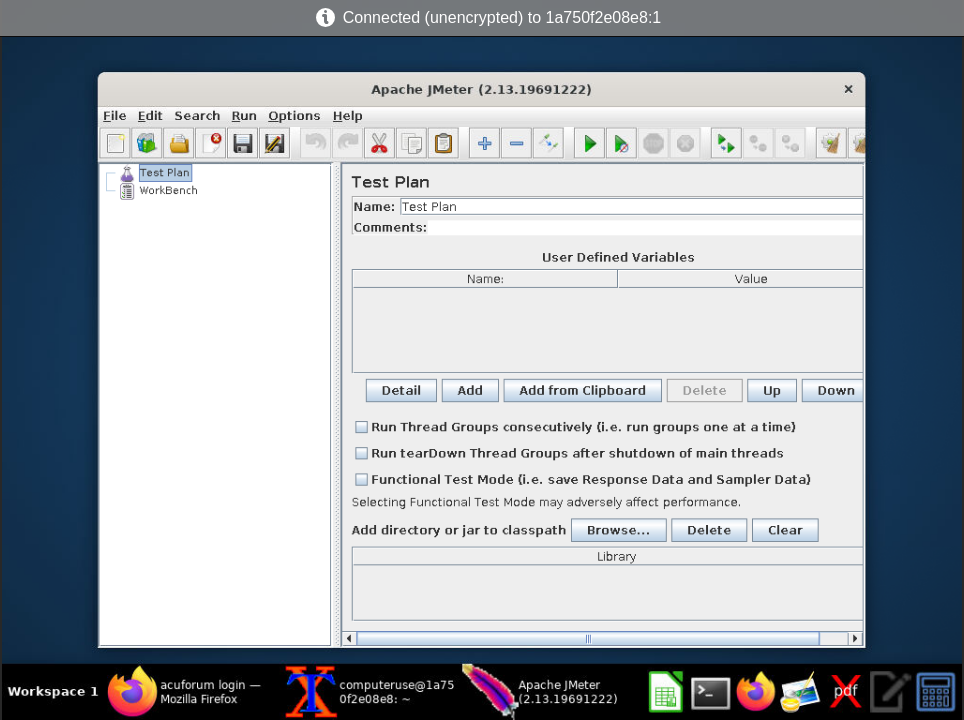 Connected (unencrypted) to 1a750f2e08e8:1
Apache JMeter (2.13.19691222)
File Edit Search Run Options Help
Test Plan
WorkBench
Test Plan
Name: Test Plan
Comments:
User Defined Variables
Name: Value
Detail Add Add from Clipboard Delete Up Down
Run Thread Groups consecutively (i.e. run groups one at a time)
Run tearDown Thread Groups after shutdown of main threads
Functional Test Mode (i.e. save Response Data and Sampler Data)
Selecting Functional Test Mode may adversely affect performance.
Add directory or jar to classpath Browse... Delete Clear
Library
Workspace 1
acuforum login —
Mozilla Firefox
computeruse@1a75
0f2e08e8: ~
Apache JMeter
(2.13.19691222)
pdf